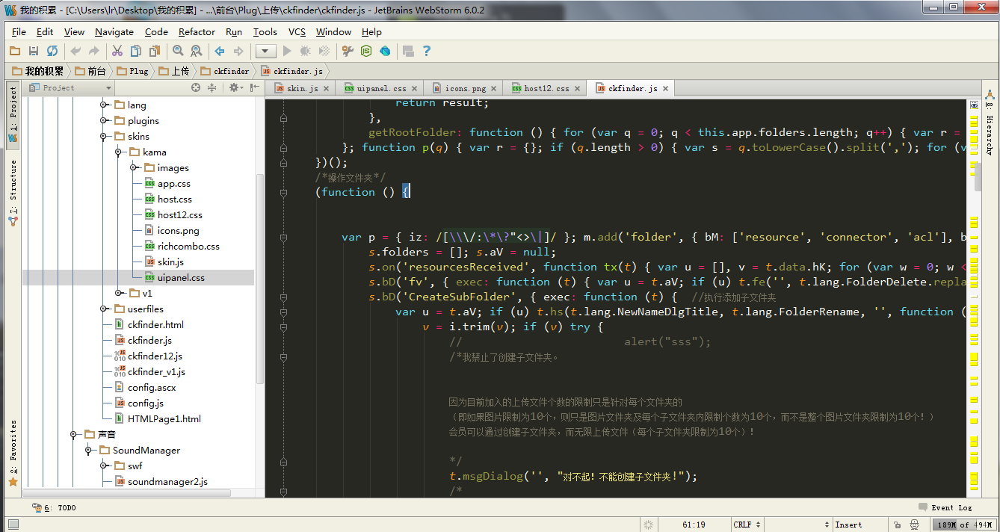 我的积累 - [C:\Users\lr\Desktop\我的积累] - ...\前台\Plug\上传\ckfinder\ckfinder.js - JetBrains WebStorm 6.0.2
File Edit View Navigate Code Refactor Run Tools VCS Window Help
我的积累 前台 Plug 上传 ckfinder ckfinder.js
Project
skin.js uipanel.css icons.png host12.css ckfinder.js
1: Project
7: Structure
2: Favorites
8: Hierarchy
lang
plugins
skins
kama
images
app.css
host.css
host12.css
icons.png
richcombo.css
skin.js
uipanel.css
v1
userfiles
ckfinder.html
ckfinder.js
ckfinder12.js
ckfinder_v1.js
config.ascx
config.js
HTMLPage1.html
声音
SoundManager
swf
soundmanager2.js
return result;
},
getRootFolder: function () { for (var q = 0; q < this.app.folders.length; q++) { var r =
}; function p(q) { var r = {}; if (q.length > 0) { var s = q.toLowerCase().split(','); for (v
})();
/*操作文件夹*/
(function () {
var p = { iz: /[\\\/:\*\?"<>\|]/ }; m.add('folder', { bM: ['resource', 'connector', 'acl'], b
s.folders = []; s.aV = null;
s.on('resourcesReceived', function tx(t) { var u = [], v = t.data.hK; for (var w = 0; w <
s.bD('fv', { exec: function (t) { var u = t.aV; if (u) t.fe('', t.lang.FolderDelete.repla
s.bD('CreateSubFolder', { exec: function (t) { //执行添加子文件夹
var u = t.aV; if (u) t.hs(t.lang.NewNameDlgTitle, t.lang.FolderRename, '', function (
v = i.trim(v); if (v) try {
// alert("sss");
/*我禁止了创建子文件夹。
因为目前加入的上传文件个数的限制只是针对每个文件夹的
（即如果图片限制为10个，则只是图片文件夹及每个子文件夹内限制个数为10个，而不是整个图片文件夹限制为10个！）
会员可以通过创建子文件夹，而无限上传文件（每个子文件夹限制为10个）！
*/
t.msgDialog('', "对不起！不能创建子文件夹！");
/*
6: TODO
Event Log
61:19 CRLF Insert 189M of 494M